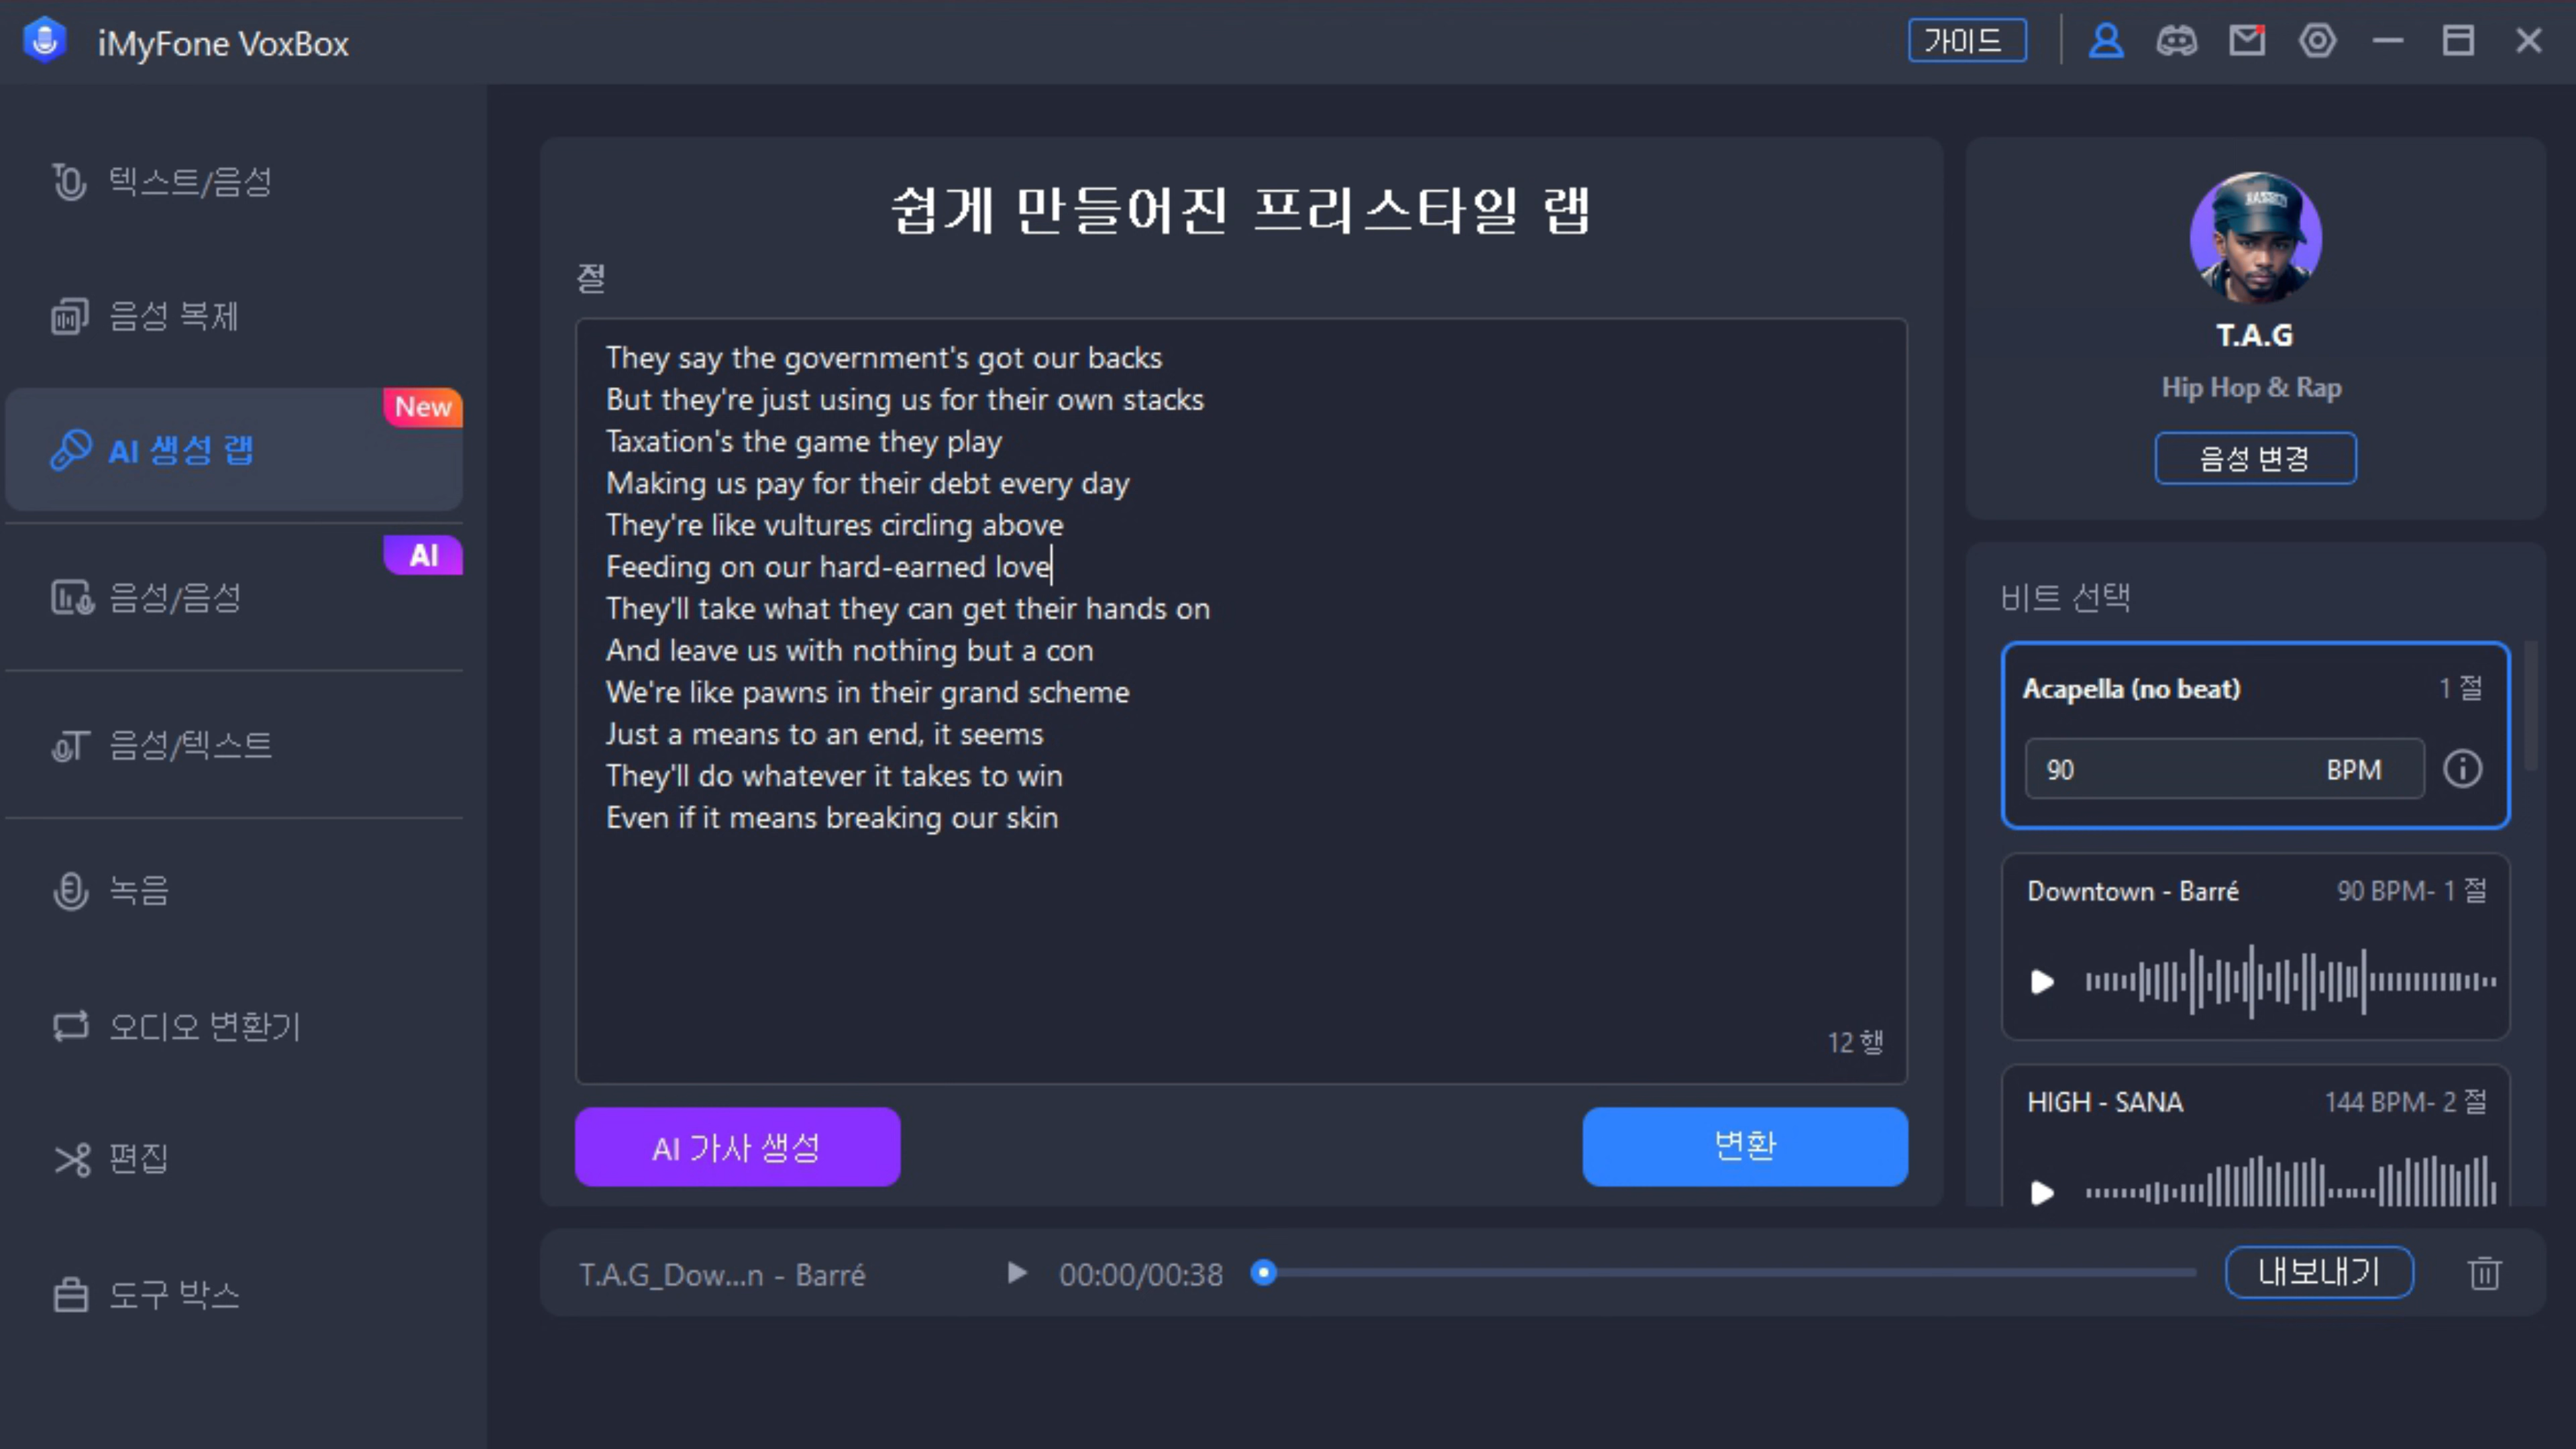 iMyFone VoxBox
가이드
텍스트/음성
음성 복제
New
AI 생성 랩
AI
음성/음성
음성/텍스트
녹음
오디오 변환기
편집
도구 박스
쉽게 만들어진 프리스타일 랩
절
They say the government's got our backs
But they're just using us for their own stacks
Taxation's the game they play
Making us pay for their debt every day
They're like vultures circling above
Feeding on our hard-earned love
They'll take what they can get their hands on
And leave us with nothing but a con
We're like pawns in their grand scheme
Just a means to an end, it seems
They'll do whatever it takes to win
Even if it means breaking our skin
12 행
AI 가사 생성
변환
T.A.G
Hip Hop & Rap
음성 변경
비트 선택
Acapella (no beat) 1 절
90 BPM
Downtown - Barré 90 BPM- 1 절
HIGH - SANA 144 BPM- 2 절
T.A.G_Dow...n - Barré 00:00/00:38 내보내기